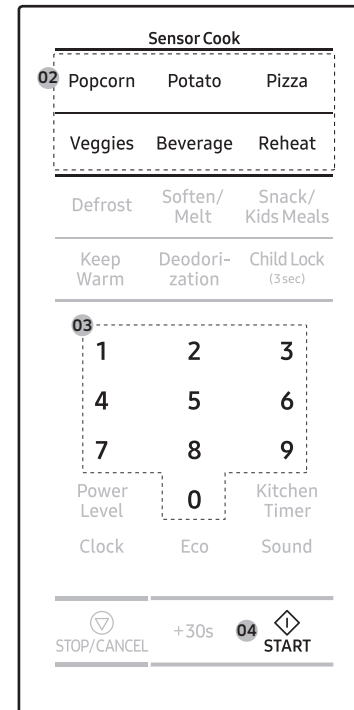 Sensor Cook
02 Popcorn Potato Pizza
Veggies Beverage Reheat
Defrost Soften/ Snack/
Melt Kids Meals
Keep Deodori- Child Lock
Warm zation (3 sec)
03
1 2 3
4 5 6
7 8 9
Power 0 Kitchen
Level Timer
Clock Eco Sound
+30s 04
STOP/CANCEL START